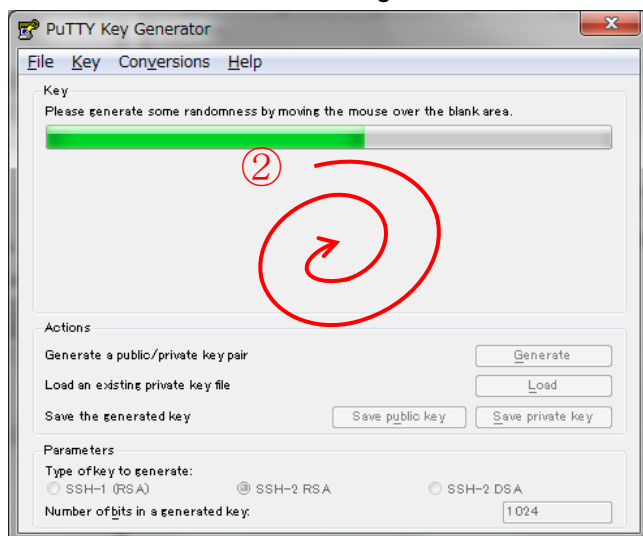 PuTTY Key Generator
File Key Conversions Help
Key
Please generate some randomness by moving the mouse over the blank area.
②
Actions
Generate a public/private key pair
Generate
Load an existing private key file
Load
Save the generated key
Save public key
Save private key
Parameters
Type of key to generate:
SSH-1 (RSA) SSH-2 RSA SSH-2 DSA
Number of bits in a generated key: 1024